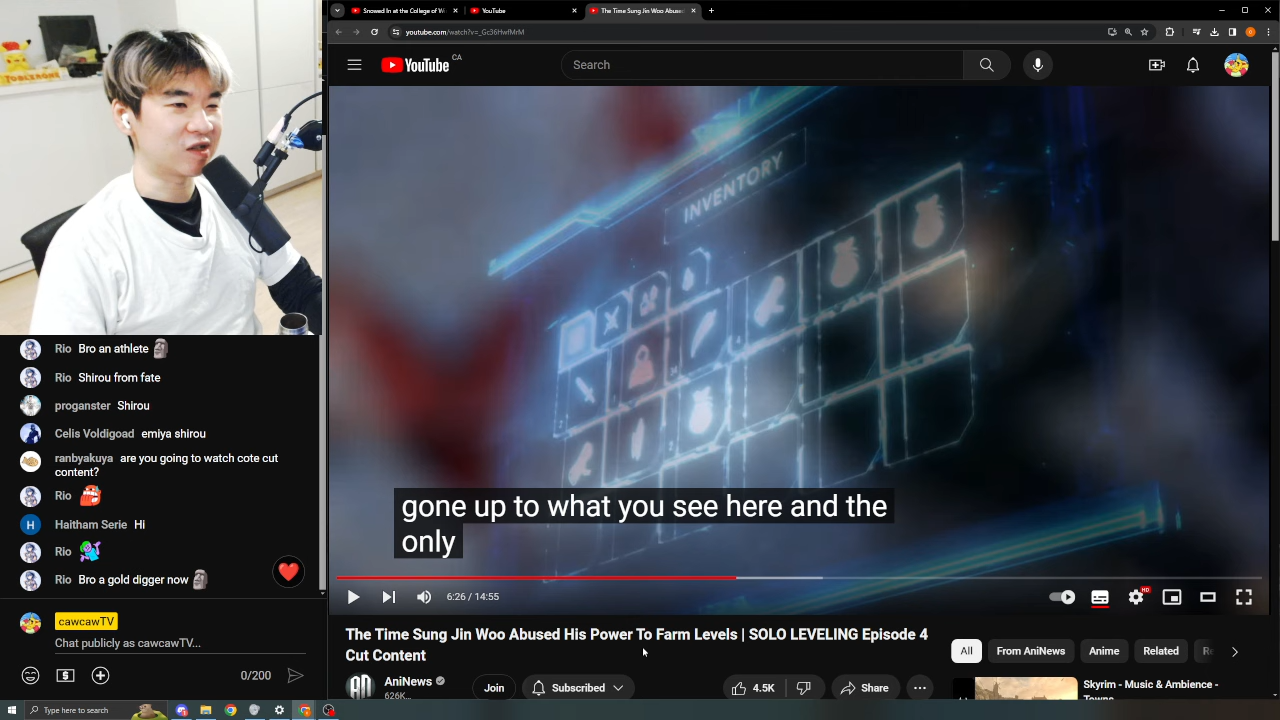 Snowed In at the College of W
YouTube
The Time Sung Jin Woo Abused
youtube.com/watch?v=_Gc36HwfMrM
YouTube CA
Search
TOBLERONE
INVENTORY
gone up to what you see here and the
only
6:26 / 14:55
HD
The Time Sung Jin Woo Abused His Power To Farm Levels | SOLO LEVELING Episode 4
Cut Content
AniNews
626K
Join
Subscribed
4.5K
Share
All
From AniNews
Anime
Related
Re
Skyrim - Music & Ambience -
Towns
Rio Bro an athlete
Rio Shirou from fate
proganster Shirou
Celis Voldigoad emiya shirou
ranbyakuya are you going to watch cote cut
content?
Rio
H Haitham Serie Hi
Rio
Rio Bro a gold digger now
cawcawTV
Chat publicly as cawcawTV...
0/200
Type here to search